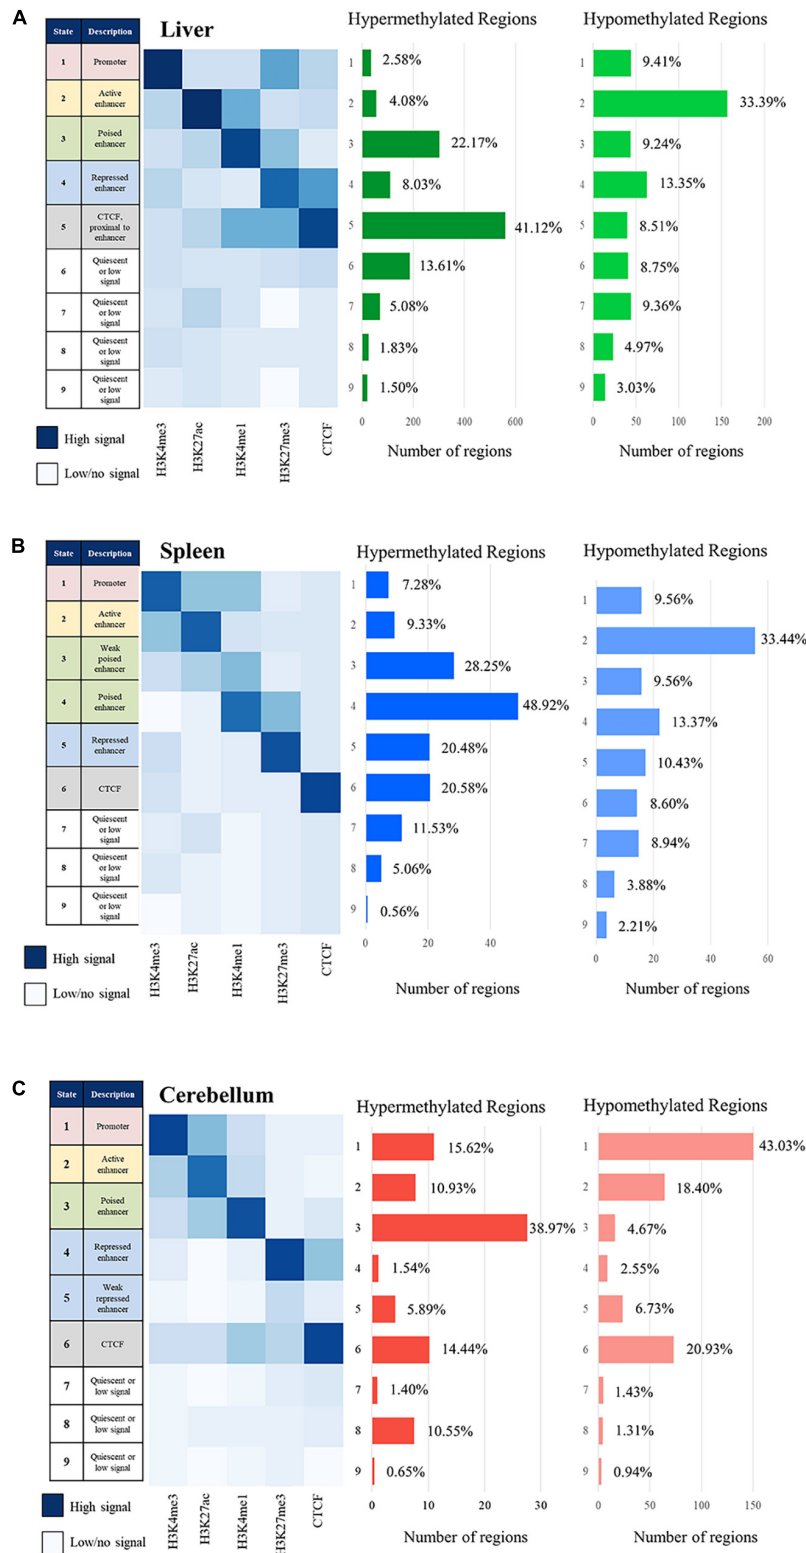 A
Liver
State
Description
1
Promoter
2
Active
enhancer
3
Poised
enhancer
4
Repressed
enhancer
5
CTCF,
proximal to
enhancer
6
Quiescent
or low
signal
7
Quiescent
or low
signal
8
Quiescent
or low
signal
9
Quiescent
or low
signal
High signal
Low/no signal
H3K4me3
H3K27ac
H3K4me1
H3K27me3
CTCF
Hypermethylated Regions
1
2.58%
2
4.08%
3
22.17%
4
8.03%
5
41.12%
6
13.61%
7
5.08%
8
1.83%
9
1.50%
0
200
400
600
Number of regions
Hypomethylated Regions
1
9.41%
2
33.39%
3
9.24%
4
13.35%
5
8.51%
6
8.75%
7
9.36%
8
4.97%
9
3.03%
0
50
100
150
200
Number of regions
B
Spleen
State
Description
1
Promoter
2
Active
enhancer
3
Weak
poised
enhancer
4
Poised
enhancer
5
Repressed
enhancer
6
CTCF
7
Quiescent
or low
signal
8
Quiescent
or low
signal
9
Quiescent
or low
signal
High signal
Low/no signal
H3K4me3
H3K27ac
H3K4me1
H3K27me3
CTCF
Hypermethylated Regions
1
7.28%
2
9.33%
3
28.25%
4
48.92%
5
20.48%
6
20.58%
7
11.53%
8
5.06%
9
0.56%
0
20
40
Number of regions
Hypomethylated Regions
1
9.56%
2
33.44%
3
9.56%
4
13.37%
5
10.43%
6
8.60%
7
8.94%
8
3.88%
9
2.21%
0
20
40
60
Number of regions
C
Cerebellum
State
Description
1
Promoter
2
Active
enhancer
3
Poised
enhancer
4
Repressed
enhancer
5
Weak
repressed
enhancer
6
CTCF
7
Quiescent or
low signal
8
Quiescent or
low signal
9
Quiescent or
low signal
High signal
Low/no signal
H3K4me3
H3K27ac
H3K4me1
H3K27me3
CTCF
Hypermethylated Regions
1
15.62%
2
10.93%
3
38.97%
4
1.54%
5
5.89%
6
14.44%
7
1.40%
8
10.55%
9
0.65%
0
10
20
30
Number of regions
Hypomethylated Regions
1
43.03%
2
18.40%
3
4.67%
4
2.55%
5
6.73%
6
20.93%
7
1.43%
8
1.31%
9
0.94%
0
50
100
150
Number of regions